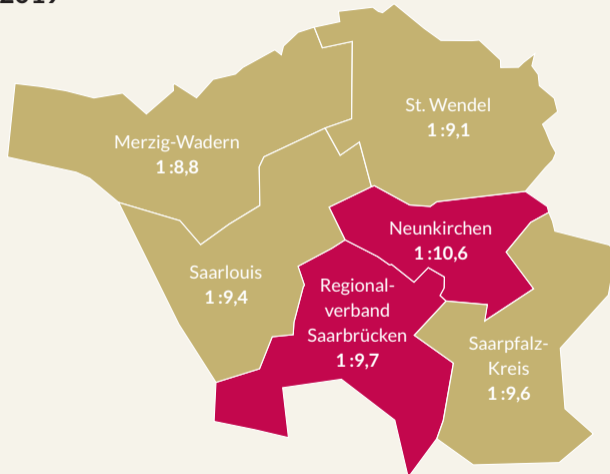 St. Wendel
1:9,1
Merzig-Wadern
1:8,8
Neunkirchen
1:10,6
Saarlouis
1:9,4
Regional-
verband
Saarbrücken
1:9,7
Saarpfalz-
Kreis
1:9,6